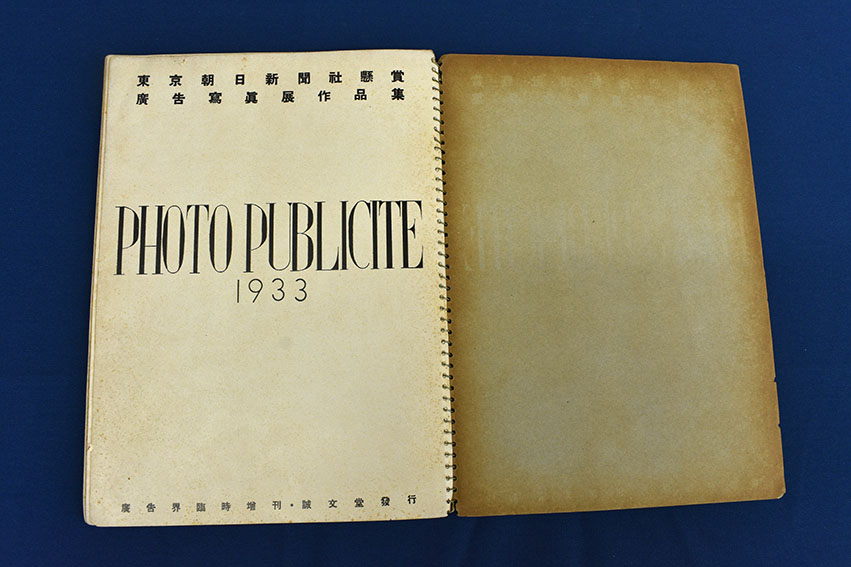 東京朝日新聞社懸賞
廣告寫眞展作品集
PHOTO PUBLICITE
1933
廣告界臨時增刊・誠文堂發行